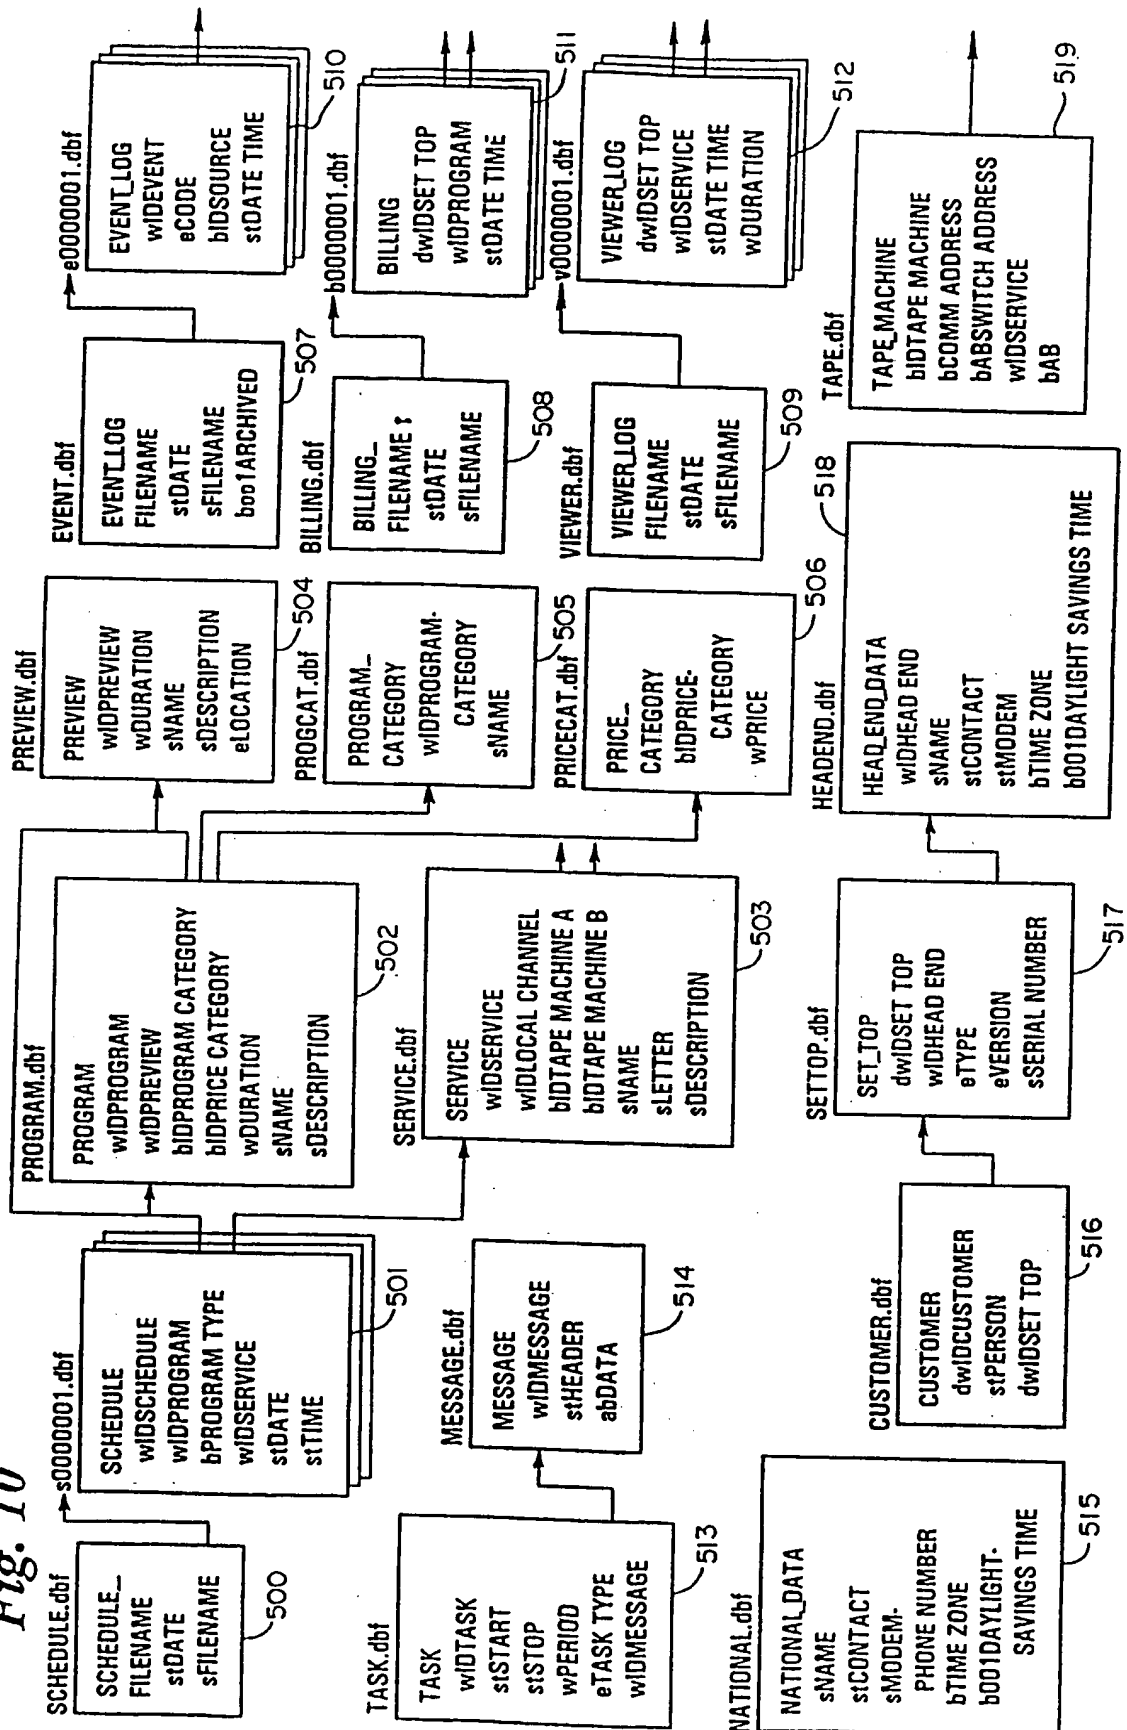 Fig. 10
SCHEDULE.dbf
SCHEDULE_
FILENAME
stDATE
sFILENAME
500
s0000001.dbf
SCHEDULE
wIDSCHEDULE
wIDPROGRAM
bPROGRAM TYPE
wIDSERVICE
stDATE
stTIME
501
PROGRAM.dbf
PROGRAM
wIDPROGRAM
wIDPREVIEW
bIDPROGRAM CATEGORY
bIDPRICE CATEGORY
wDURATION
sNAME
sDESCRIPTION
502
PREVIEW.dbf
PREVIEW
wIDPREVIEW
wDURATION
sNAME
sDESCRIPTION
eLOCATION
504
EVENT.dbf
EVENT_LOG
FILENAME
stDATE
sFILENAME
boo1ARCHIVED
507
e0000001.dbf
EVENT_LOG
wIDEVENT
eCODE
bIDSOURCE
stDATE TIME
510
PROGCAT.dbf
PROGRAM_
CATEGORY
wIDPROGRAM-
CATEGORY
sNAME
505
BILLING.dbf
BILLING_
FILENAME
stDATE
sFILENAME
508
b0000001.dbf
BILLING
dwIDSET TOP
wIDPROGRAM
stDATE TIME
511
TASK.dbf
TASK
wIDTASK
stSTART
stSTOP
wPERIOD
eTASK TYPE
wIDMESSAGE
513
MESSAGE.dbf
MESSAGE
wIDMESSAGE
stHEADER
abDATA
514
SERVICE.dbf
SERVICE
wIDSERVICE
wIDLOCAL CHANNEL
bIDTAPE MACHINE A
bIDTAPE MACHINE B
sNAME
sLETTER
sDESCRIPTION
503
PRICECAT.dbf
PRICE_
CATEGORY
bIDPRICE-
CATEGORY
wPRICE
506
VIEWER.dbf
VIEWER_LOG
FILENAME
stDATE
sFILENAME
509
v0000001.dbf
VIEWER_LOG
dwIDSET TOP
wIDSERVICE
stDATE TIME
wDURATION
512
NATIONAL.dbf
NATIONAL_DATA
sNAME
stCONTACT
sMODEM-
PHONE NUMBER
bTIME ZONE
b001DAYLIGHT-
SAVINGS TIME
515
CUSTOMER.dbf
CUSTOMER
dwIDCUSTOMER
stPERSON
dwIDSET TOP
516
SETTOP.dbf
SET_TOP
dwIDSET TOP
wIDHEAD END
eTYPE
eVERSION
sSERIAL NUMBER
517
HEADEND.dbf
HEAD_END_DATA
wIDHEAD END
sNAME
stCONTACT
stMODEM
bTIME ZONE
b001DAYLIGHT SAVINGS TIME
518
TAPE.dbf
TAPE_MACHINE
bIDTAPE MACHINE
bCOMM ADDRESS
bABSWITCH ADDRESS
wIDSERVICE
bAB
519